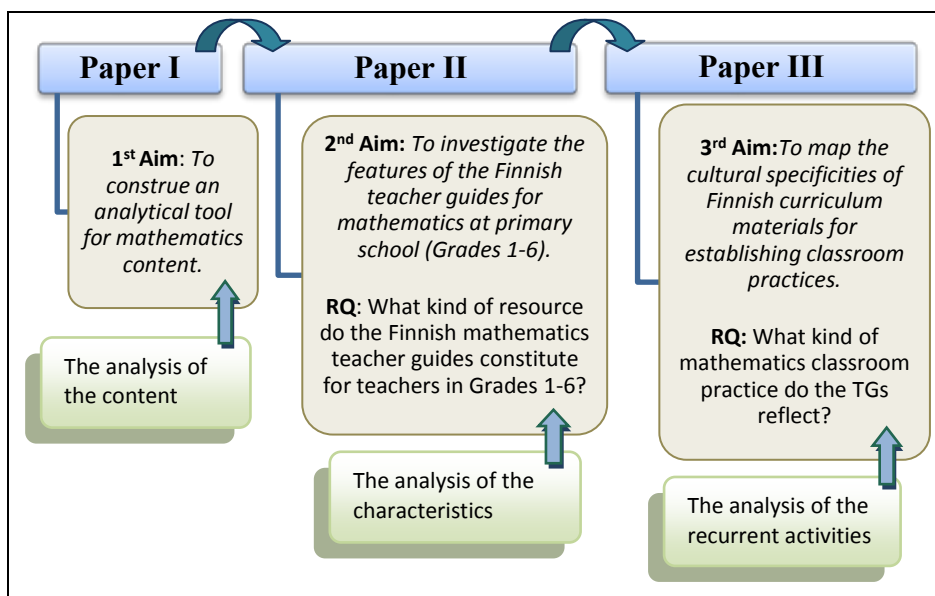 Paper I
Paper II
Paper III
1st Aim: To
construe an
analytical tool
for mathematics
content.
The analysis of
the content
2nd Aim: To investigate the
features of the Finnish
teacher guides for
mathematics at primary
school (Grades 1-6).
RQ: What kind of resource
do the Finnish mathematics
teacher guides constitute
for teachers in Grades 1-6?
The analysis of the
characteristics
3rd Aim:To map the
cultural specificities of
Finnish curriculum
materials for
establishing classroom
practices.
RQ: What kind of
mathematics classroom
practice do the TGs
reflect?
The analysis of the
recurrent activities